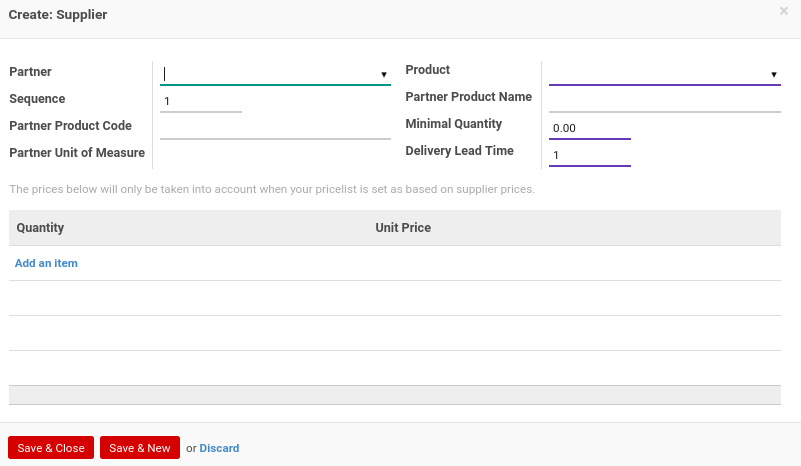 Create: Supplier ×
Partner
Sequence 1
Partner Product Code
Partner Unit of Measure
Product
Partner Product Name
Minimal Quantity 0.00
Delivery Lead Time 1
The prices below will only be taken into account when your pricelist is set as based on supplier prices.
Quantity Unit Price
Add an item
Save & Close Save & New or Discard